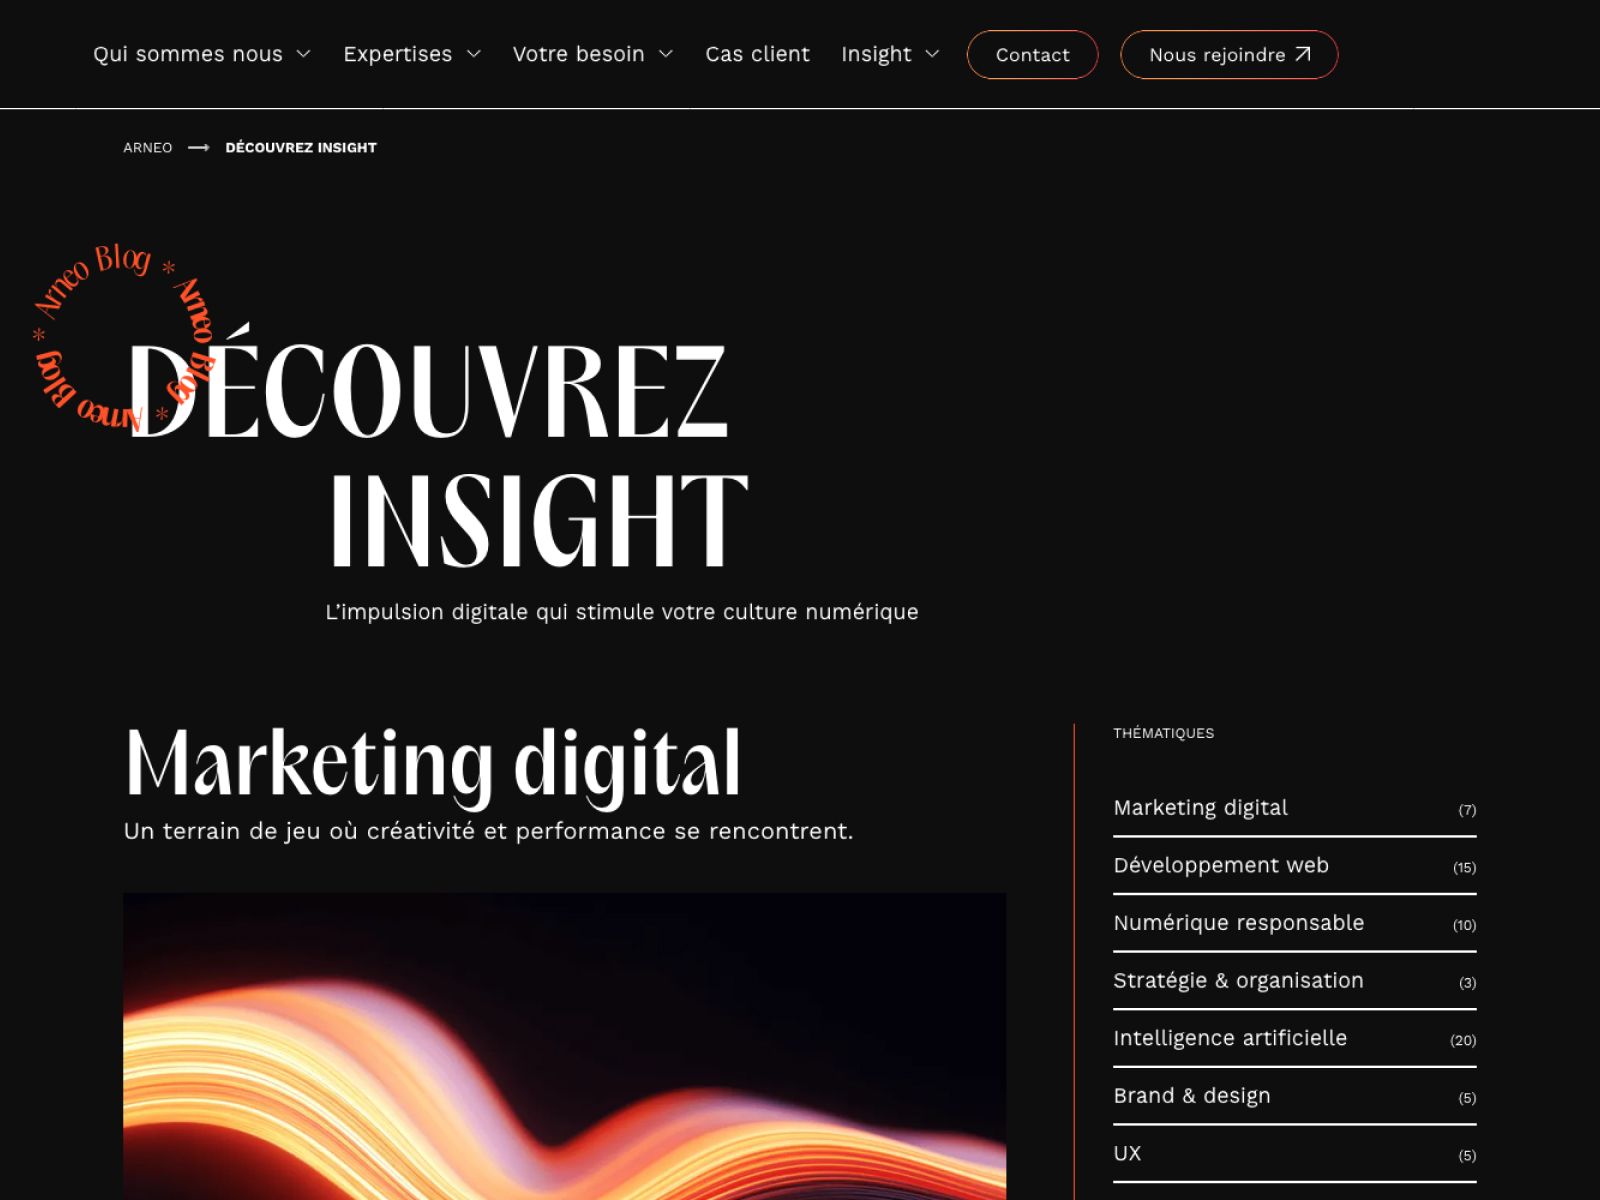 Qui sommes nous Expertises Votre besoin Cas client Insight Contact Nous rejoindre
ARNEO DÉCOUVREZ INSIGHT
Arneo Blog * Arneo Blog * Arneo Blog *
DÉCOUVREZ
INSIGHT
L’impulsion digitale qui stimule votre culture numérique
Marketing digital
Un terrain de jeu où créativité et performance se rencontrent.
THÉMATIQUES
Marketing digital (7)
Développement web (15)
Numérique responsable (10)
Stratégie & organisation (3)
Intelligence artificielle (20)
Brand & design (5)
UX (5)